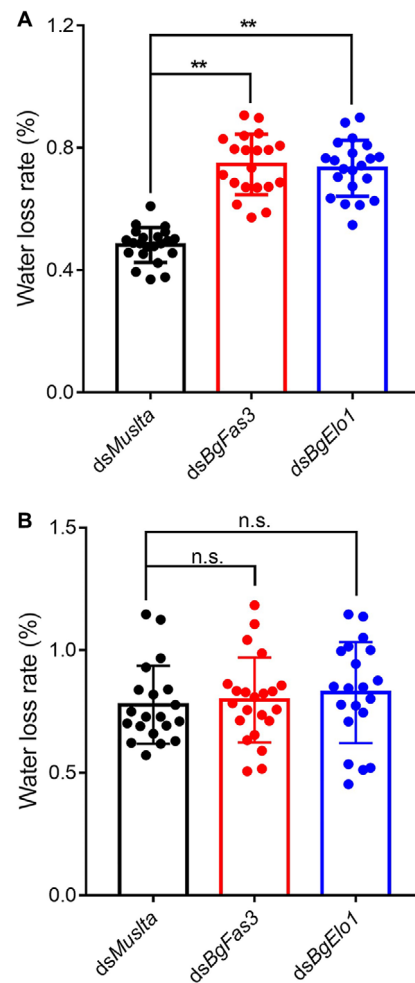 A
**
**
Water loss rate (%)
1.2
0.8
0.4
0.0
dsMuslta
dsBgFas3
dsBgElo1
B
n.s.
n.s.
Water loss rate (%)
1.5
1.0
0.5
0.0
dsMuslta
dsBgFas3
dsBgElo1